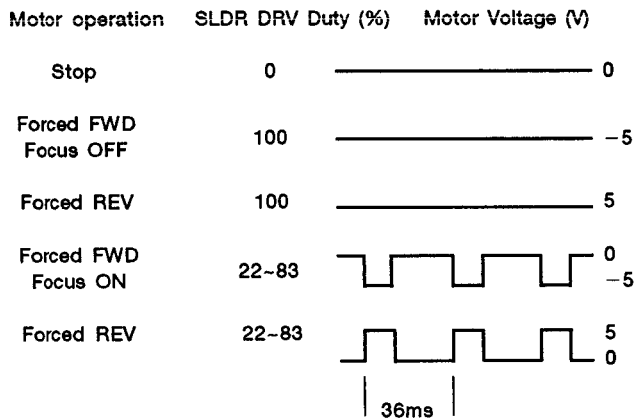 Motor operation SLDR DRV Duty (%) Motor Voltage (V)
Stop 0 0
Forced FWD
Focus OFF 100 −5
Forced REV 100 5
Forced FWD
Focus ON 22~83 0
−5
Forced REV 22~83 5
0
36ms